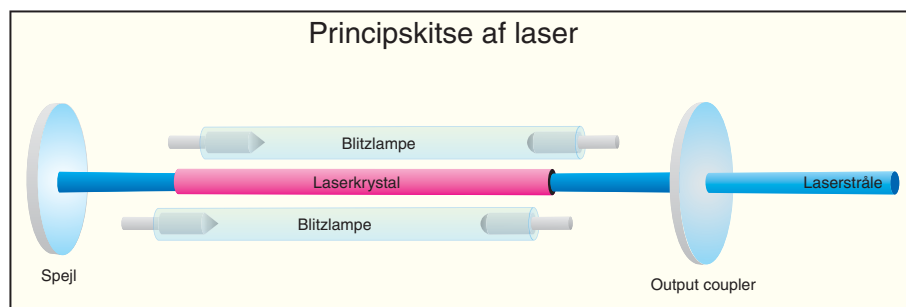 Principskitse af laser
Blitzlampe
Laserkrystal
Laserstråle
Blitzlampe
Spejl
Output coupler